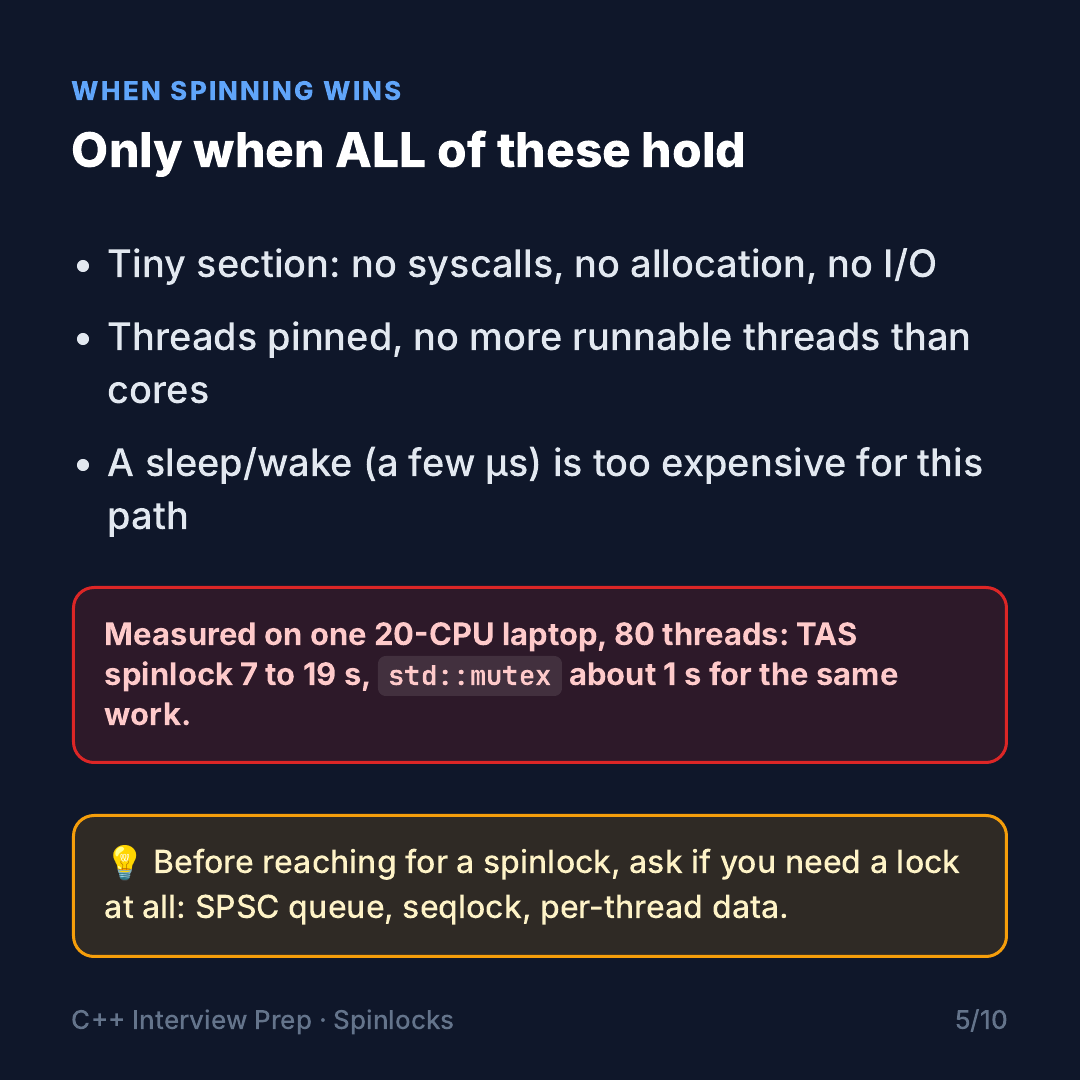 WHEN SPINNING WINS
Only when ALL of these hold
• Tiny section: no syscalls, no allocation, no I/O
• Threads pinned, no more runnable threads than
cores
• A sleep/wake (a few µs) is too expensive for this
path
Measured on one 20-CPU laptop, 80 threads: TAS
spinlock 7 to 19 s, std::mutex about 1 s for the same
work.
💡 Before reaching for a spinlock, ask if you need a lock
at all: SPSC queue, seqlock, per-thread data.
C++ Interview Prep · Spinlocks
5/10